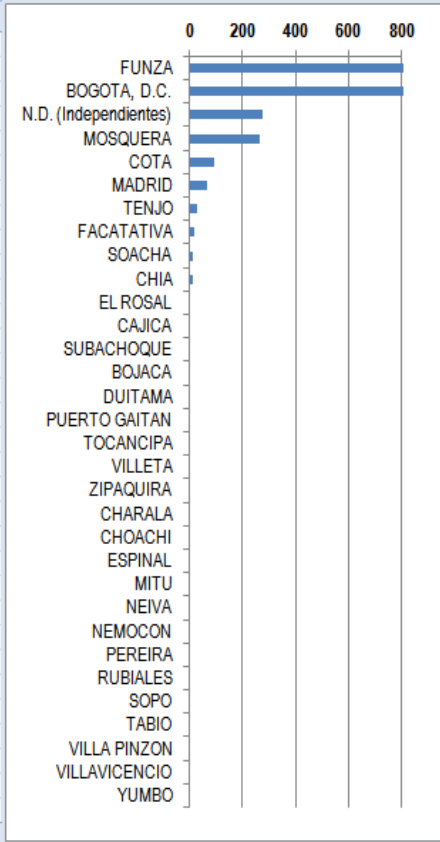 0 200 400 600 800
FUNZA
BOGOTA, D.C.
N.D. (Independientes)
MOSQUERA
COTA
MADRID
TENJO
FACATATIVA
SOACHA
CHIA
EL ROSAL
CAJICA
SUBACHOQUE
BOJACA
DUITAMA
PUERTO GAITAN
TOCANCIPA
VILLETA
ZIPAQUIRA
CHARALA
CHOACHI
ESPINAL
MITU
NEIVA
NEMOCON
PEREIRA
RUBIALES
SOPO
TABIO
VILLA PINZON
VILLAVICENCIO
YUMBO